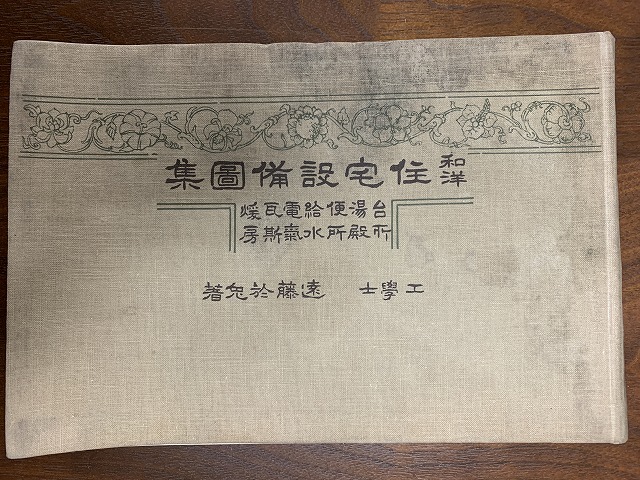 和洋住宅設備圖集
台所 湯殿 便所 給水 電氣 瓦斯 煖房
工學士 遠藤於兔著